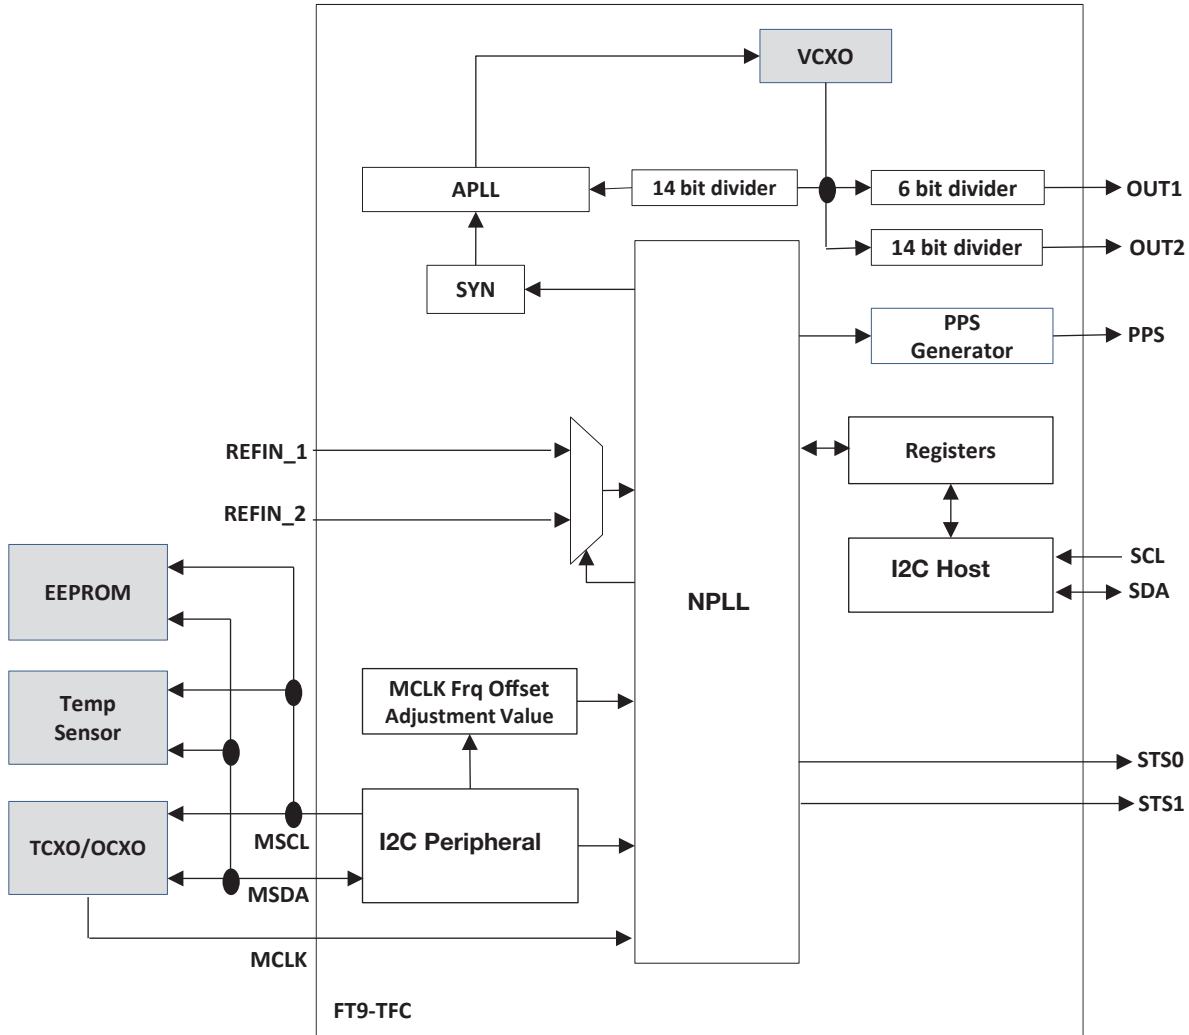 VCXO
APLL
14 bit divider
6 bit divider
OUT1
14 bit divider
OUT2
SYN
PPS
Generator
PPS
REFIN_1
Registers
REFIN_2
EEPROM
I2C Host
SCL
SDA
NPLL
Temp
Sensor
MCLK Frq Offset
Adjustment Value
STS0
STS1
TCXO/OCXO
MSCL
I2C Peripheral
MSDA
MCLK
FT9-TFC